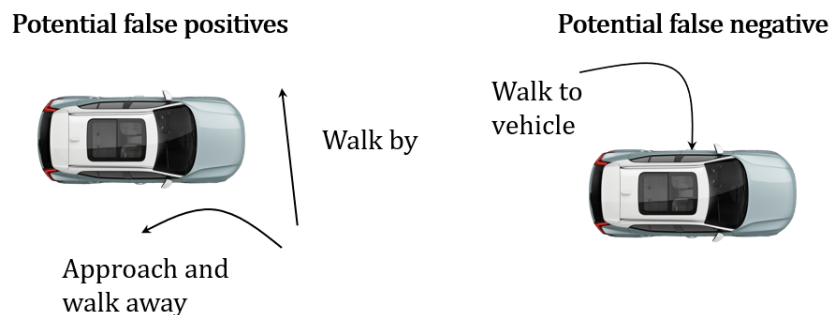 Potential false positives
Potential false negative
Walk to
vehicle
Walk by
Approach and
walk away